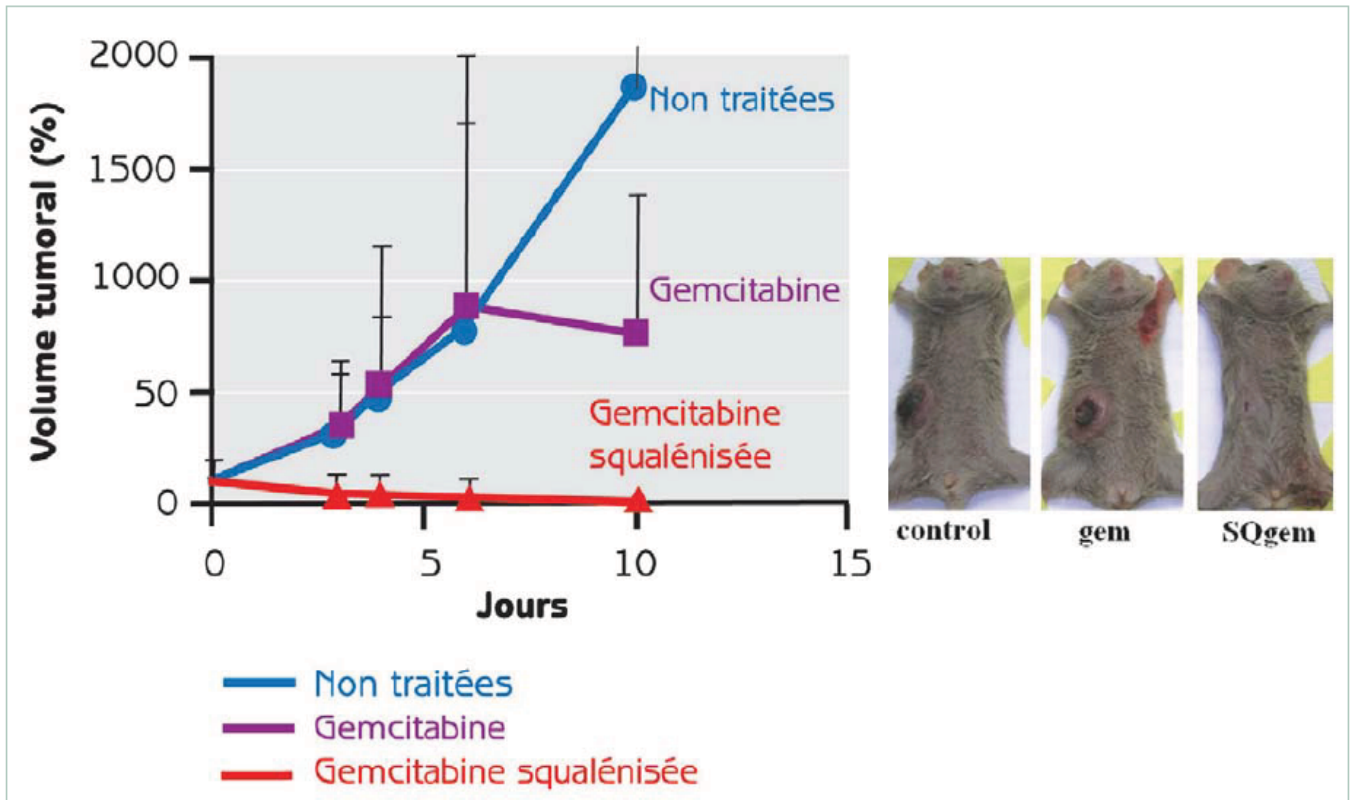 2000
1500
1000
50
0
Volume tumoral (%)
Non traitées
Gemcitabine
Gemcitabine
squalénisée
0
5
10
15
Jours
control
gem
SQgem
Non traitées
Gemcitabine
Gemcitabine squalénisée